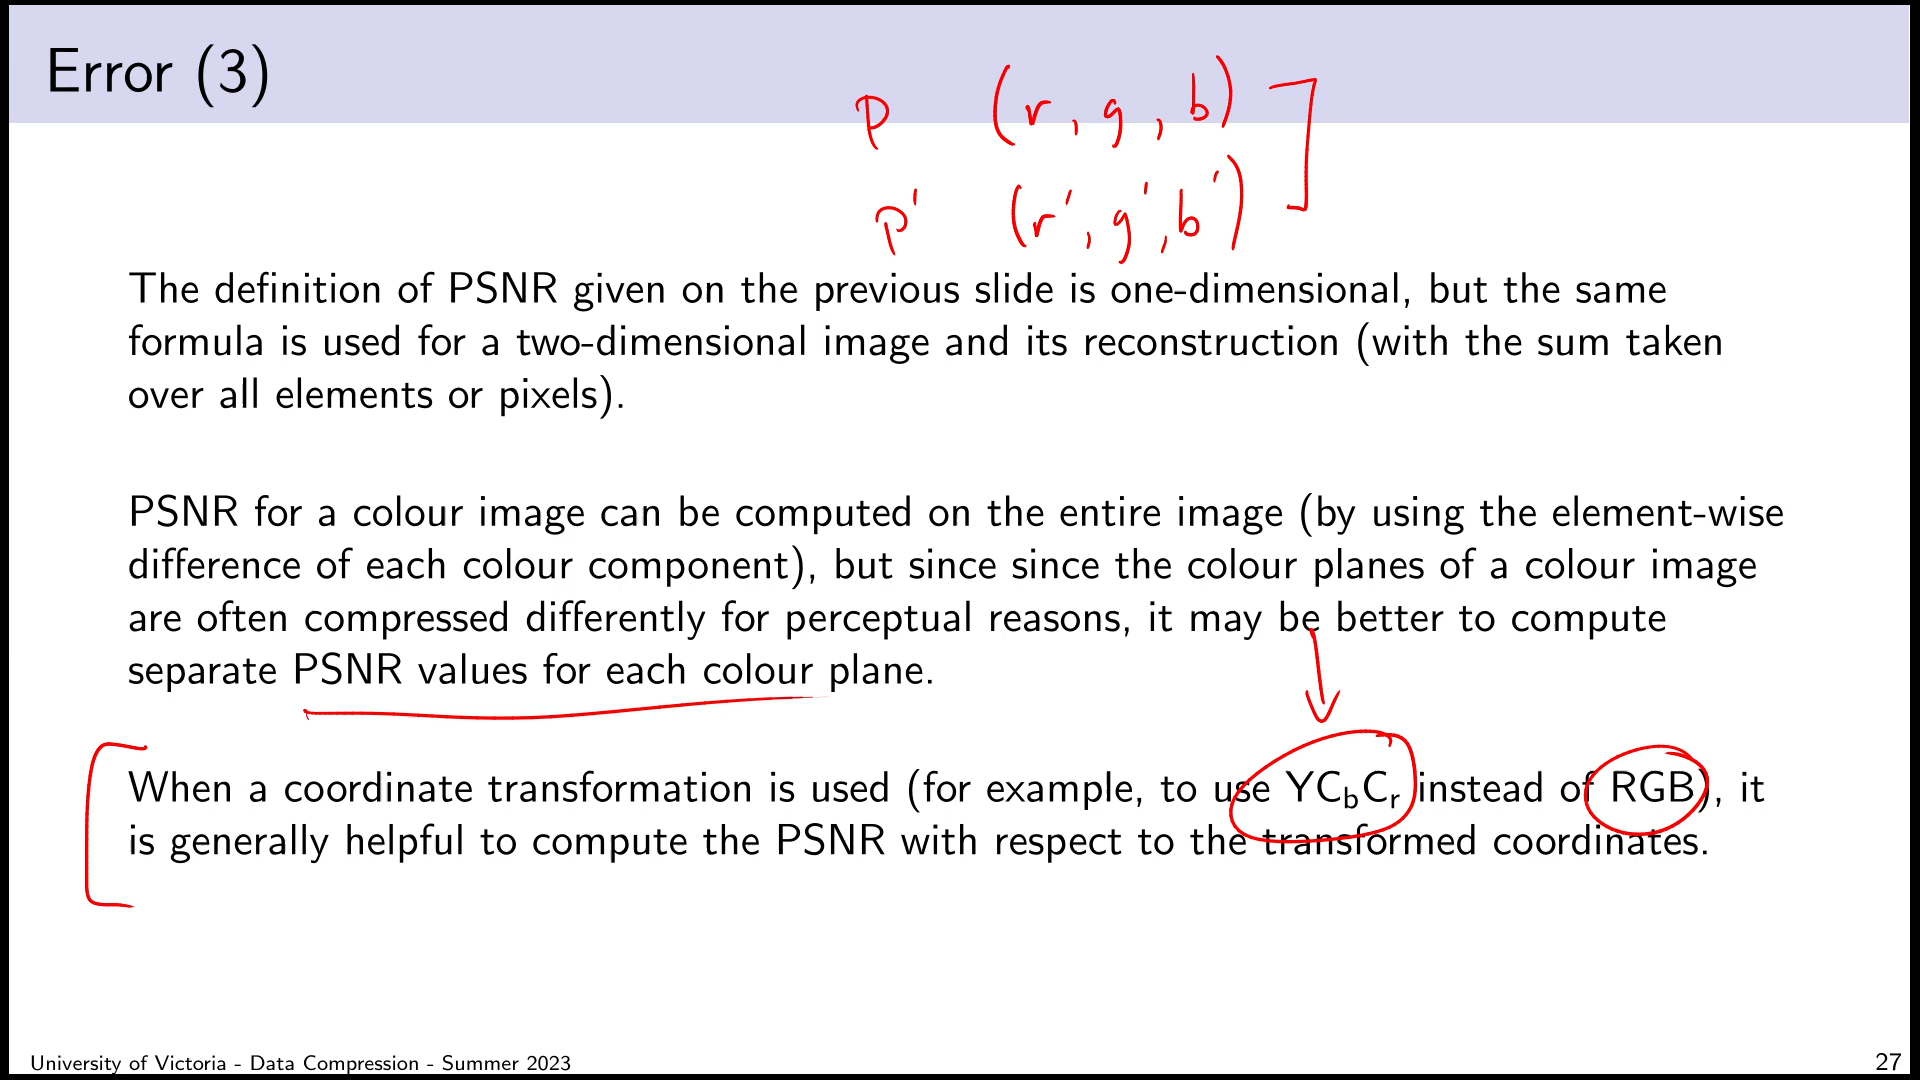 Error (3)
p (r, g, b)
p' (r', g', b')
The definition of PSNR given on the previous slide is one-dimensional, but the same
formula is used for a two-dimensional image and its reconstruction (with the sum taken
over all elements or pixels).
PSNR for a colour image can be computed on the entire image (by using the element-wise
difference of each colour component), but since since the colour planes of a colour image
are often compressed differently for perceptual reasons, it may be better to compute
separate PSNR values for each colour plane.
When a coordinate transformation is used (for example, to use YCbCr instead of RGB), it
is generally helpful to compute the PSNR with respect to the transformed coordinates.
University of Victoria - Data Compression - Summer 2023
27